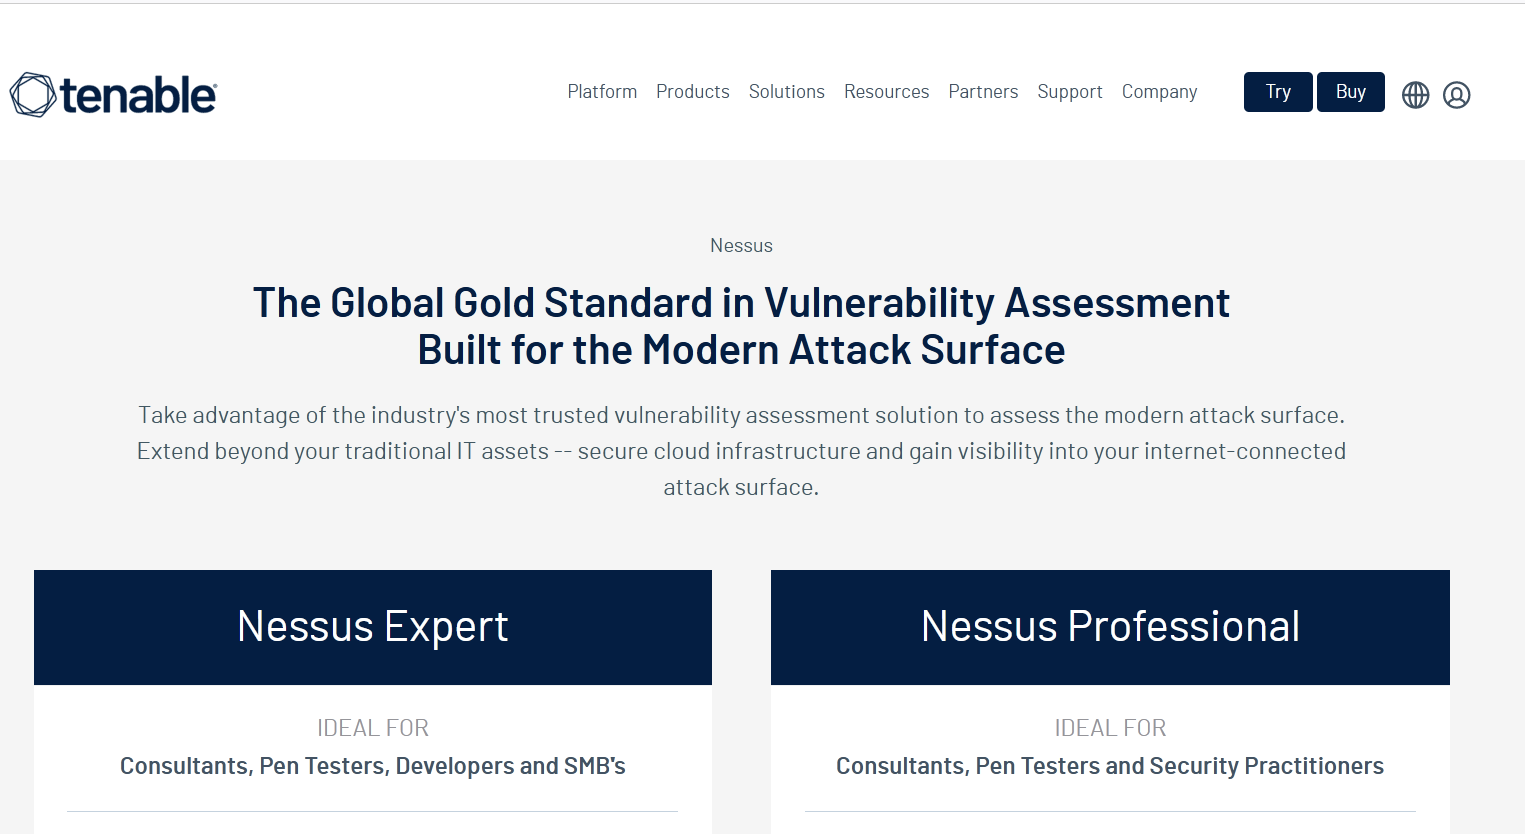 tenable
Platform Products Solutions Resources Partners Support Company Try Buy
Nessus
The Global Gold Standard in Vulnerability Assessment
Built for the Modern Attack Surface
Take advantage of the industry's most trusted vulnerability assessment solution to assess the modern attack surface.
Extend beyond your traditional IT assets -- secure cloud infrastructure and gain visibility into your internet-connected
attack surface.
Nessus Expert
IDEAL FOR
Consultants, Pen Testers, Developers and SMB's
Nessus Professional
IDEAL FOR
Consultants, Pen Testers and Security Practitioners